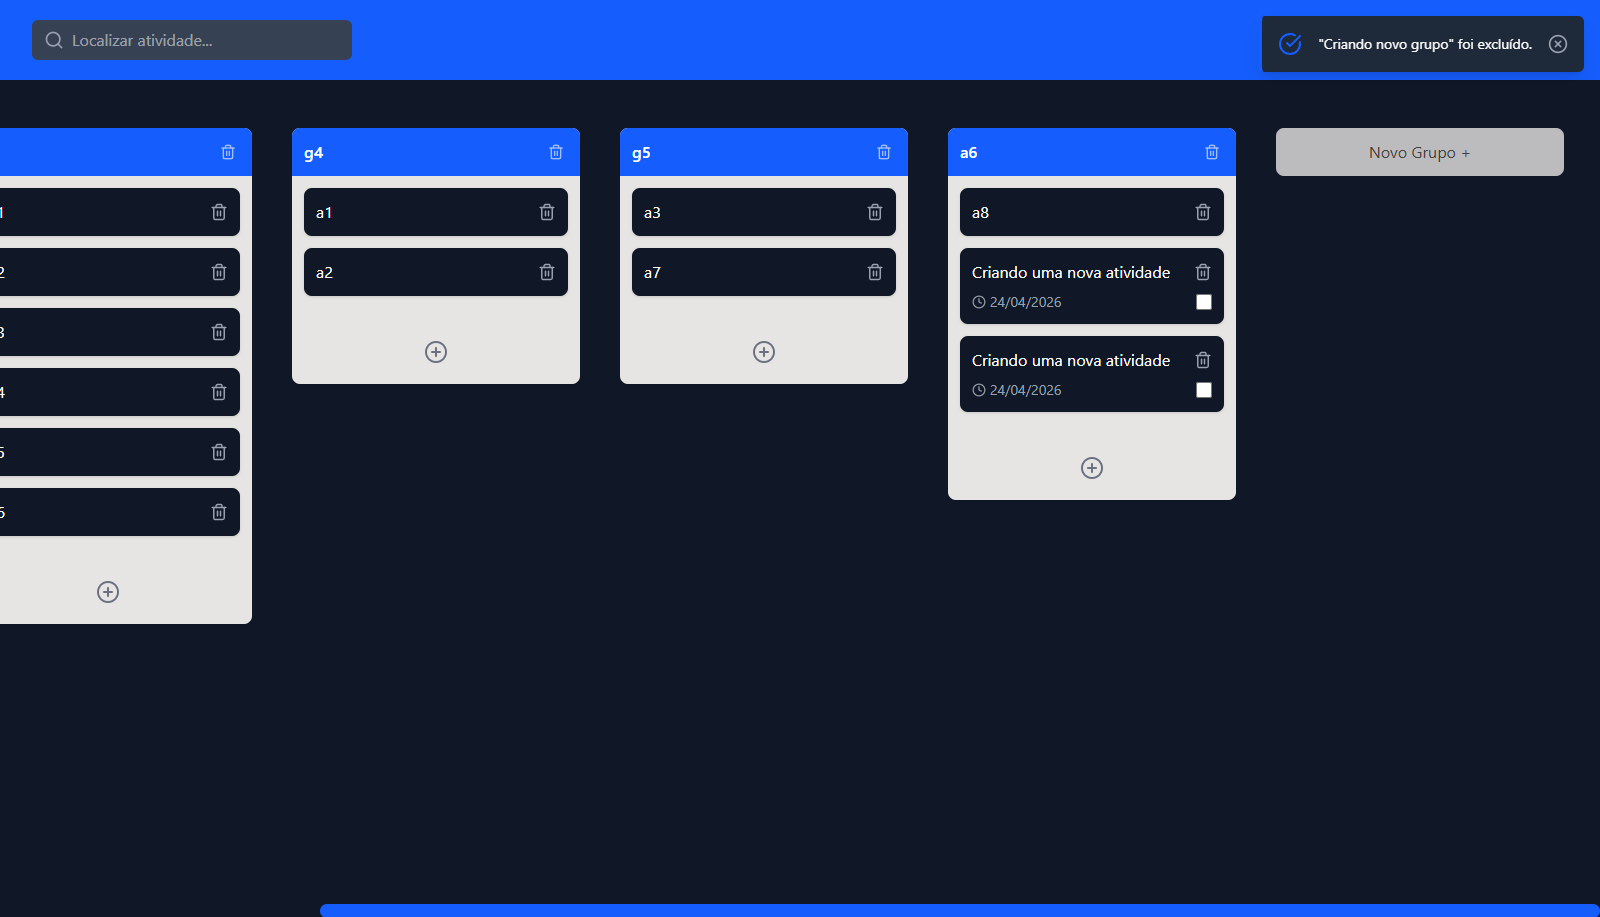 Localizar atividade...
"Criando novo grupo" foi excluído.
1
2
3
4
5
6
g4
a1
a2
g5
a3
a7
a6
a8
Criando uma nova atividade
24/04/2026
Criando uma nova atividade
24/04/2026
Novo Grupo +